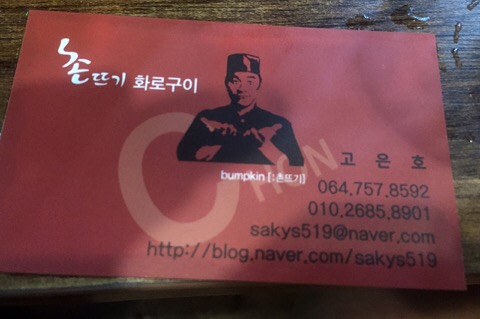 촌뜨기 화로구이
bumpkin [:촌뜨기]
CHON
고은호
064.757.8592
010.2685.8901
sakys519@naver.com
http://blog.naver.com/sakys519